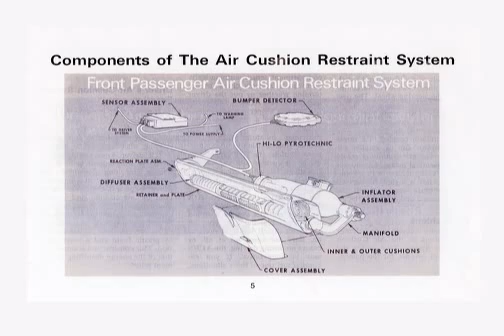 Components of The Air Cushion Restraint System
Front Passenger Air Cushion Restraint System
SENSOR ASSEMBLY
BUMPER DETECTOR
TO WARNING
LAMP
TO DRIVER
SYSTEM
TO POWER SUPPLY
HI-LO PYROTECHNIC
REACTION PLATE ASM.
DIFFUSER ASSEMBLY
RETAINER and PLATE
INFLATOR
ASSEMBLY
MANIFOLD
INNER & OUTER CUSHIONS
COVER ASSEMBLY
5